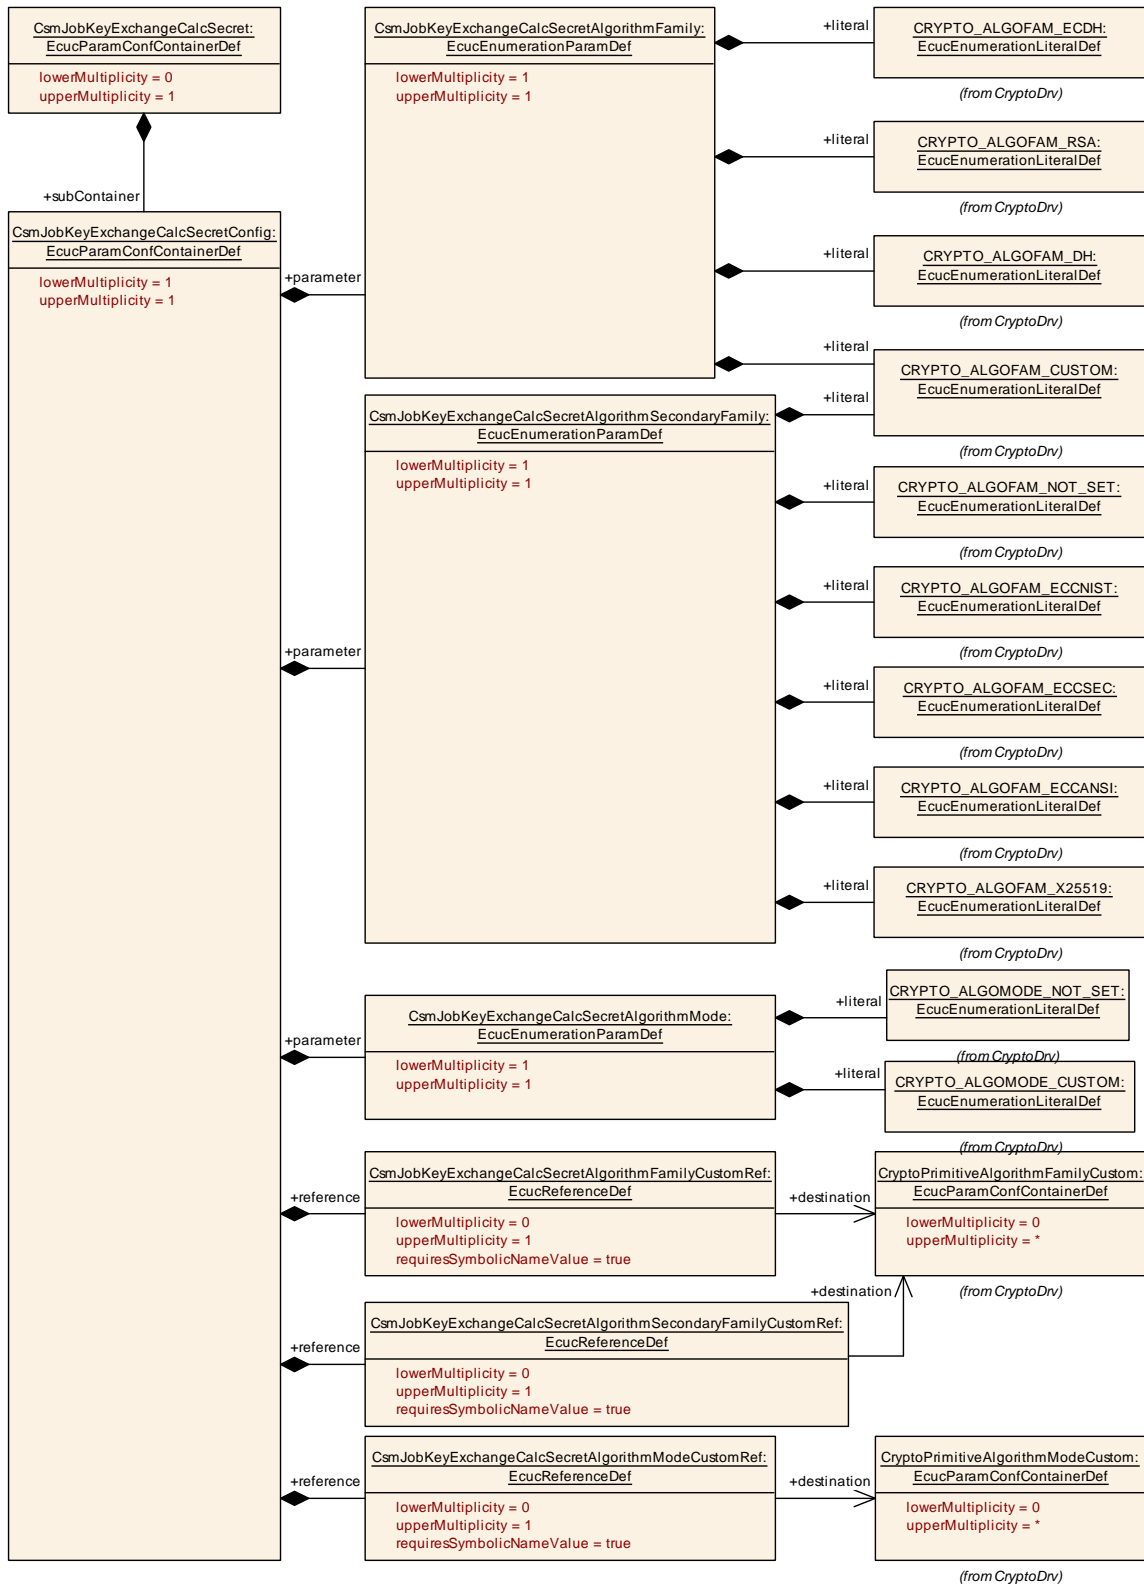 CsmJobKeyExchangeCalcSecret:
EcucParamConfContainerDef
lowerMultiplicity = 0
upperMultiplicity = 1
+subContainer
CsmJobKeyExchangeCalcSecretConfig:
EcucParamConfContainerDef
lowerMultiplicity = 1
upperMultiplicity = 1
+parameter
CsmJobKeyExchangeCalcSecretAlgorithmFamily:
EcucEnumerationParamDef
lowerMultiplicity = 1
upperMultiplicity = 1
+literal
CRYPTO_ALGOFAM_ECDH:
EcucEnumerationLiteralDef
(from CryptoDrv)
+literal
CRYPTO_ALGOFAM_RSA:
EcucEnumerationLiteralDef
(from CryptoDrv)
+literal
CRYPTO_ALGOFAM_DH:
EcucEnumerationLiteralDef
(from CryptoDrv)
+literal
CRYPTO_ALGOFAM_CUSTOM:
EcucEnumerationLiteralDef
(from CryptoDrv)
+parameter
CsmJobKeyExchangeCalcSecretAlgorithmSecondaryFamily:
EcucEnumerationParamDef
lowerMultiplicity = 1
upperMultiplicity = 1
+literal
+literal
CRYPTO_ALGOFAM_NOT_SET:
EcucEnumerationLiteralDef
(from CryptoDrv)
+literal
CRYPTO_ALGOFAM_ECCNIST:
EcucEnumerationLiteralDef
(from CryptoDrv)
+literal
CRYPTO_ALGOFAM_ECCSEC:
EcucEnumerationLiteralDef
(from CryptoDrv)
+literal
CRYPTO_ALGOFAM_ECCANSI:
EcucEnumerationLiteralDef
(from CryptoDrv)
+literal
CRYPTO_ALGOFAM_X25519:
EcucEnumerationLiteralDef
(from CryptoDrv)
+parameter
CsmJobKeyExchangeCalcSecretAlgorithmMode:
EcucEnumerationParamDef
lowerMultiplicity = 1
upperMultiplicity = 1
+literal
CRYPTO_ALGOMODE_NOT_SET:
EcucEnumerationLiteralDef
(from CryptoDrv)
+literal
CRYPTO_ALGOMODE_CUSTOM:
EcucEnumerationLiteralDef
(from CryptoDrv)
+reference
CsmJobKeyExchangeCalcSecretAlgorithmFamilyCustomRef:
EcucReferenceDef
lowerMultiplicity = 0
upperMultiplicity = 1
requiresSymbolicNameValue = true
+destination
CryptoPrimitiveAlgorithmFamilyCustom:
EcucParamConfContainerDef
lowerMultiplicity = 0
upperMultiplicity = *
(from CryptoDrv)
+reference
CsmJobKeyExchangeCalcSecretAlgorithmSecondaryFamilyCustomRef:
EcucReferenceDef
lowerMultiplicity = 0
upperMultiplicity = 1
requiresSymbolicNameValue = true
+destination
+reference
CsmJobKeyExchangeCalcSecretAlgorithmModeCustomRef:
EcucReferenceDef
lowerMultiplicity = 0
upperMultiplicity = 1
requiresSymbolicNameValue = true
+destination
CryptoPrimitiveAlgorithmModeCustom:
EcucParamConfContainerDef
lowerMultiplicity = 0
upperMultiplicity = *
(from CryptoDrv)